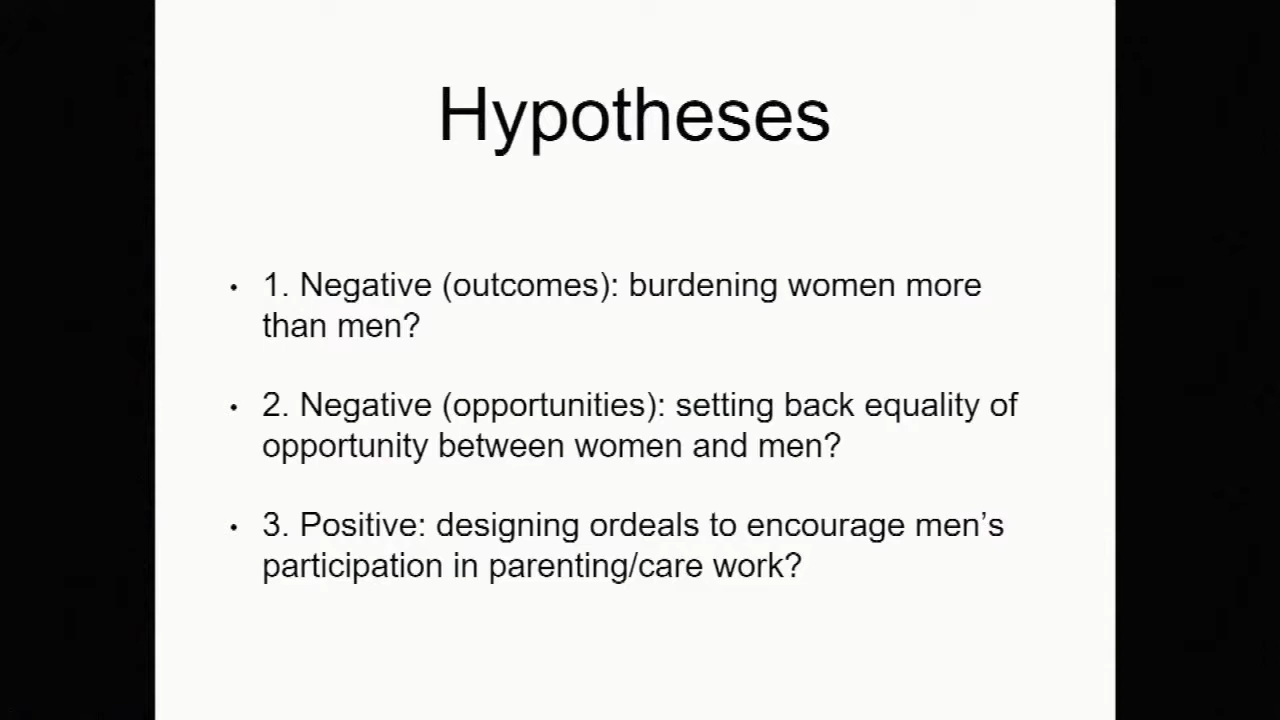 Hypotheses
• 1. Negative (outcomes): burdening women more
than men?
• 2. Negative (opportunities): setting back equality of
opportunity between women and men?
• 3. Positive: designing ordeals to encourage men’s
participation in parenting/care work?